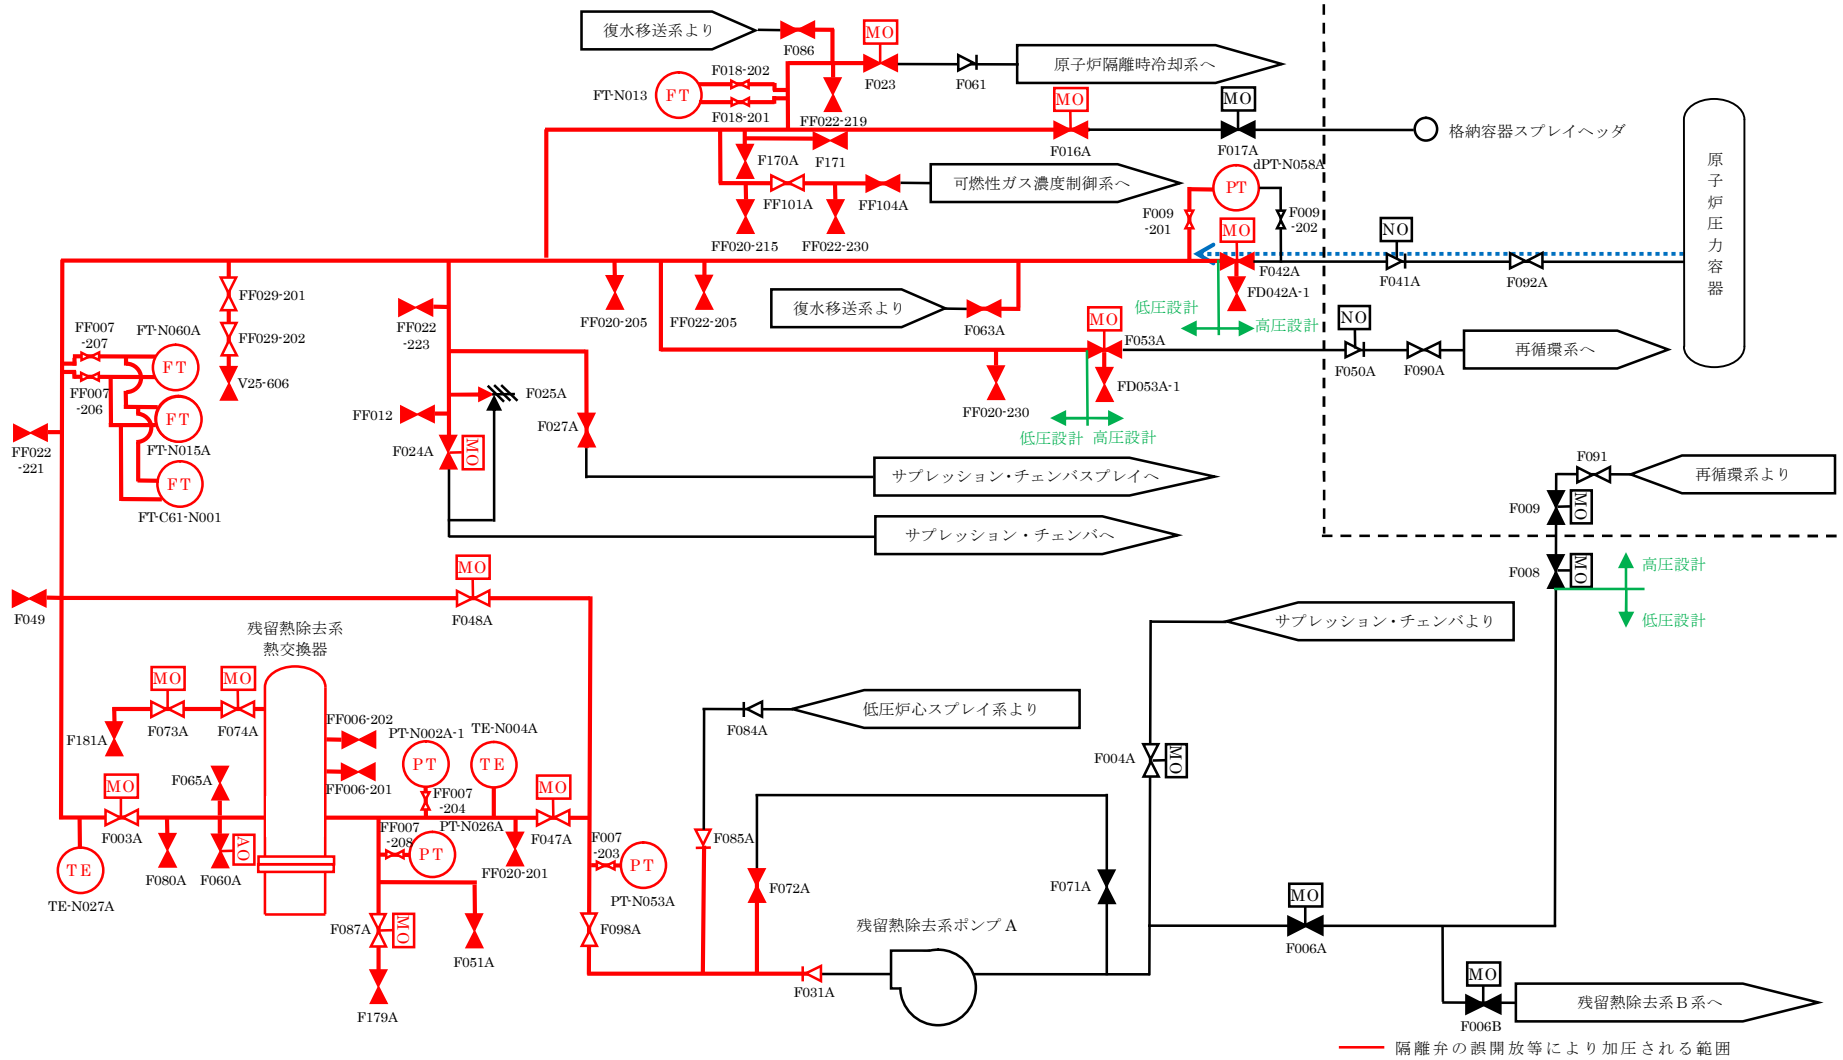 復水移送系より
F086
MO
F023
F061
原子炉隔離時冷却系へ
F018-202
FT-N013
FT
F018-201
FF022-219
MO
F016A
MO
F017A
格納容器スプレイヘッダ
F170A
F171
可燃性ガス濃度制御系へ
FF101A
FF104A
FF020-215
FF022-230
dPT-N058A
PT
F009
-201
F009
-202
MO
F042A
NO
F041A
F092A
原子炉圧力容器
FD042A-1
低圧設計
高圧設計
FF029-201
FF029-202
V25-606
FF007
-207
FT-N060A
FT
FF007
-206
FT
FT-N015A
FT
FT-C61-N001
FF022
-221
FF022
-223
FF012
F025A
F024A
MO
F027A
FF020-205
FF022-205
復水移送系より
F063A
MO
F053A
NO
F050A
F090A
再循環系へ
FD053A-1
FF020-230
低圧設計
高圧設計
サプレッション・チェンバスプレイへ
サプレッション・チェンバへ
F091
再循環系より
F009
MO
F008
MO
高圧設計
低圧設計
F049
MO
F048A
残留熱除去系
熱交換器
サプレッション・チェンバより
MO
F073A
MO
F074A
F181A
FF006-202
FF006-201
PT-N002A-1
PT
TE-N004A
TE
低圧炉心スプレイ系より
F084A
F004A
MO
F065A
MO
F003A
FF007
-204
MO
F047A
TE
TE-N027A
F080A
F060A
AO
FF007
-208
PT-N026A
PT
FF020-201
F007
-203
PT
PT-N053A
F085A
F072A
F071A
F087A
MO
F051A
F098A
F179A
F031A
残留熱除去系ポンプ A
MO
F006A
MO
F006B
残留熱除去系B系へ
隔離弁の誤開放等により加圧される範囲